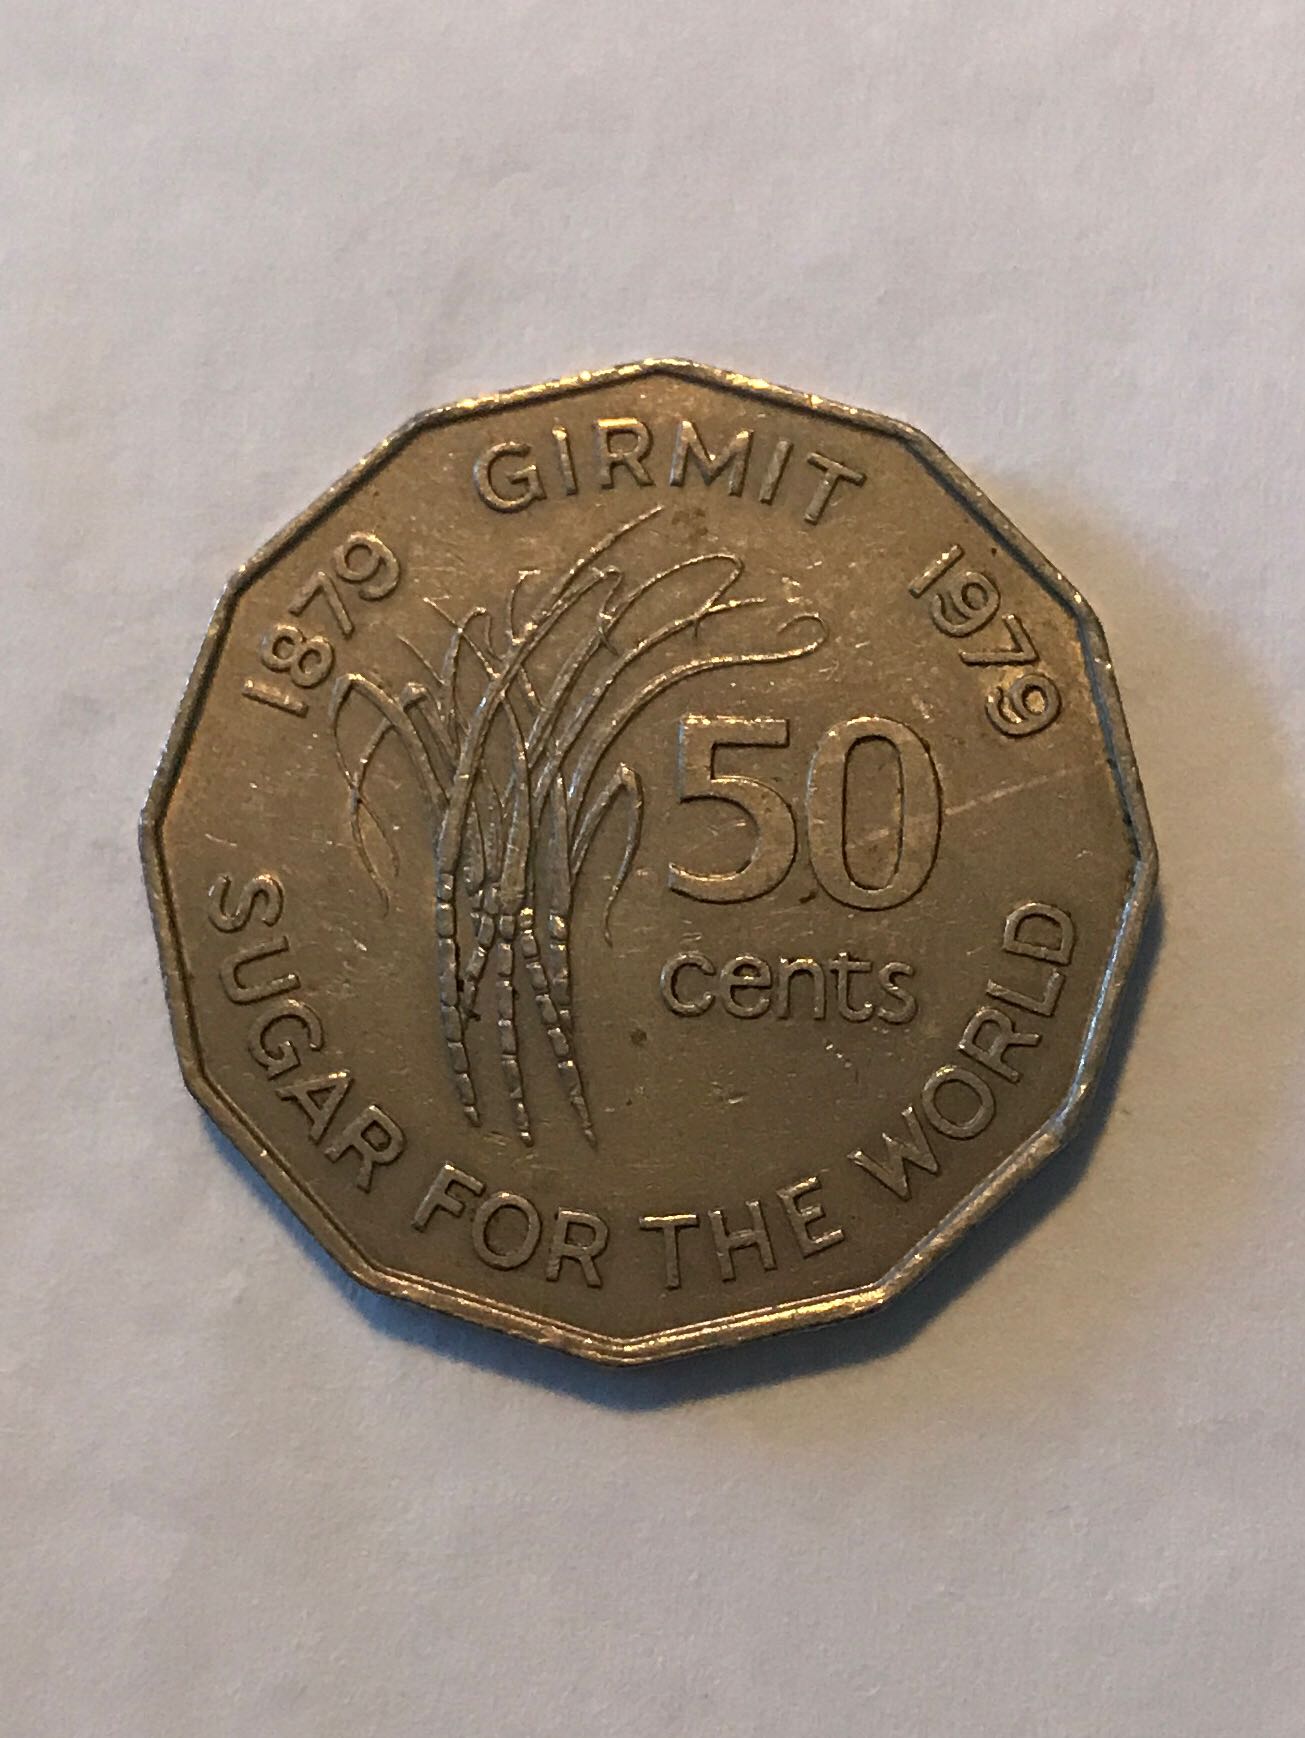 GIRMIT
1879 1979
50
cents
SUGAR FOR THE WORLD